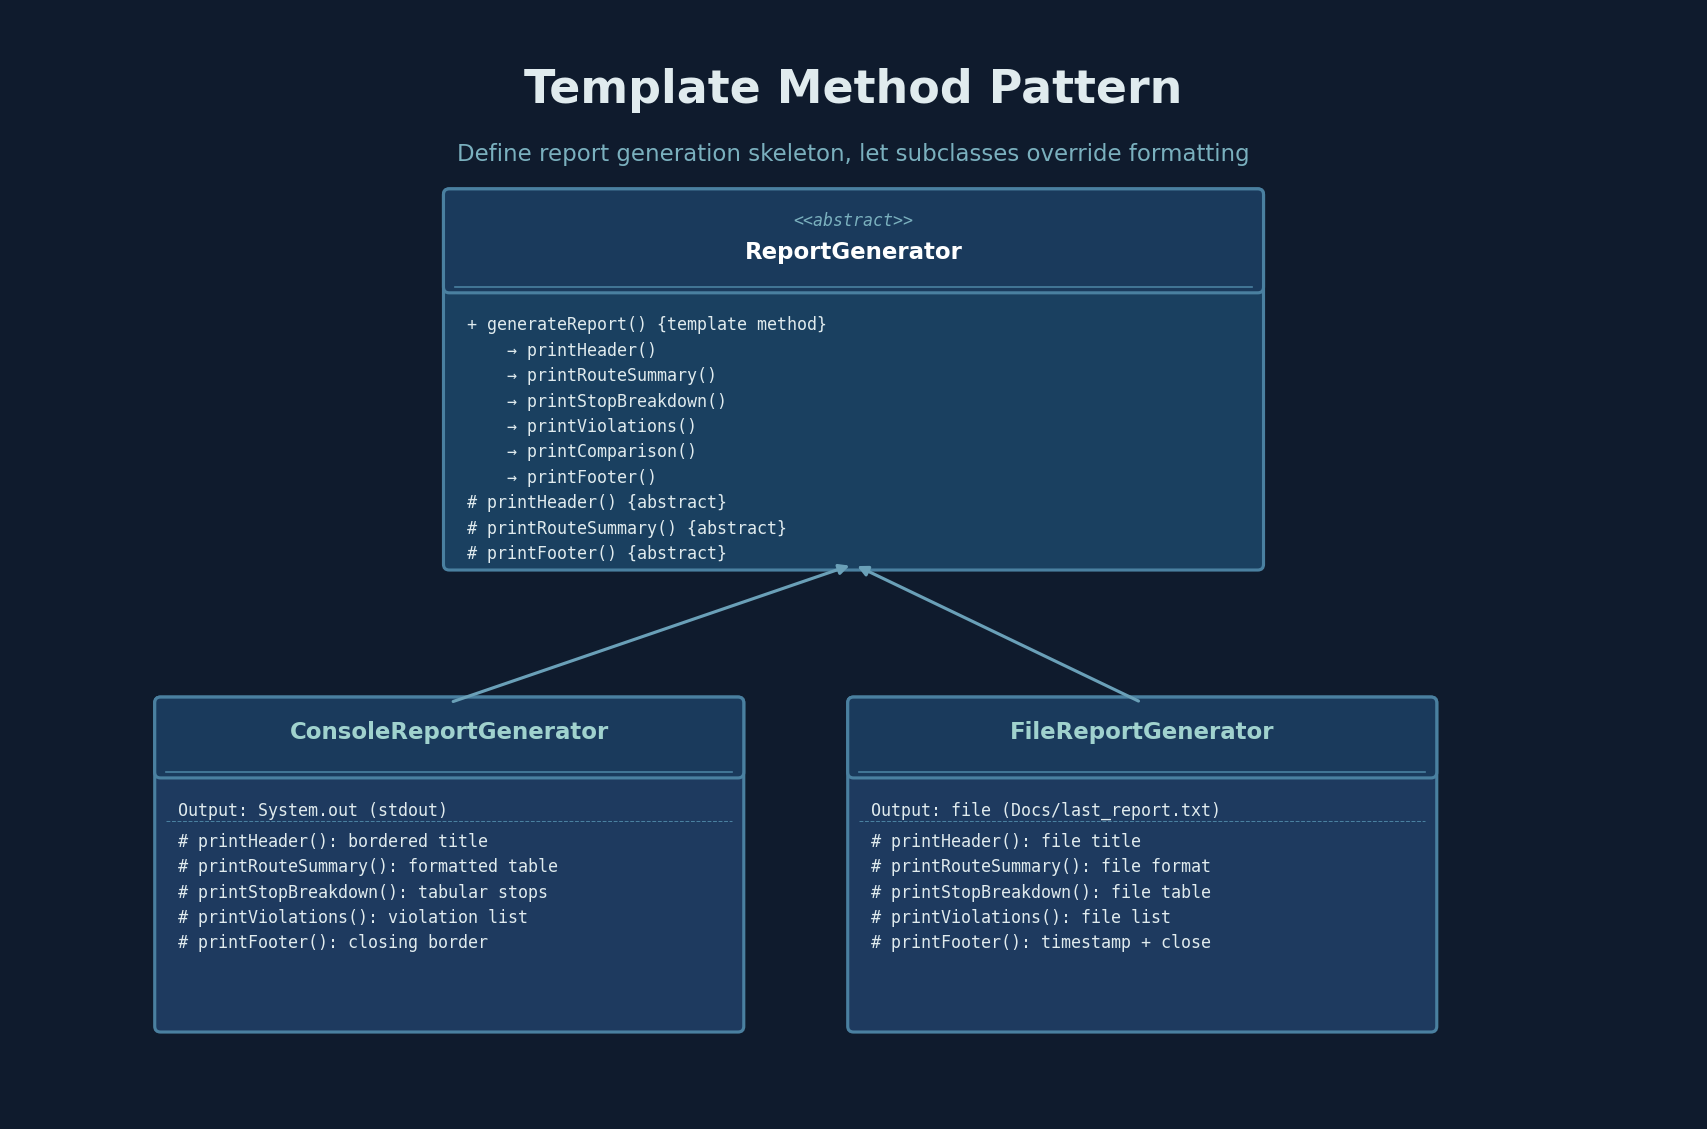 Template Method Pattern
Define report generation skeleton, let subclasses override formatting
<<abstract>>
ReportGenerator
+ generateReport() {template method}
→ printHeader()
→ printRouteSummary()
→ printStopBreakdown()
→ printViolations()
→ printComparison()
→ printFooter()
# printHeader() {abstract}
# printRouteSummary() {abstract}
# printFooter() {abstract}
ConsoleReportGenerator
Output: System.out (stdout)
# printHeader(): bordered title
# printRouteSummary(): formatted table
# printStopBreakdown(): tabular stops
# printViolations(): violation list
# printFooter(): closing border
FileReportGenerator
Output: file (Docs/last_report.txt)
# printHeader(): file title
# printRouteSummary(): file format
# printStopBreakdown(): file table
# printViolations(): file list
# printFooter(): timestamp + close